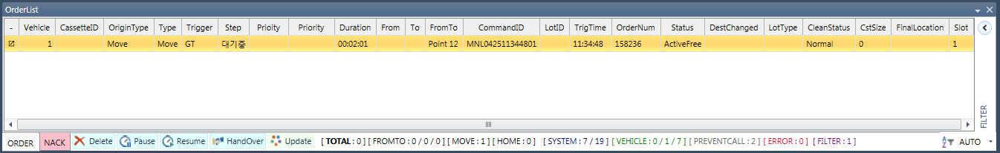 OrderList
- Vehicle CassetteID OriginType Type Trigger Step Prioity Priority Duration From To FromTo CommandID LotID TrigTime OrderNum Status DestChanged LotType CleanStatus CstSize FinalLocation Slot
1 Move Move GT 대기중 00:02:01 Point 12 MNL042511344801 11:34:48 158236 ActiveFree Normal 0 1
FILTER
ORDER NACK Delete Pause Resume HandOver Update [ TOTAL : 0 ] [ FROMTO : 0 / 0 / 0 ] [ MOVE : 1 ] [ HOME : 0 ] [ SYSTEM : 7 / 19 ] [ VEHICLE : 0 / 1 / 7 ] [ PREVENTCALL : 2 ] [ ERROR : 0 ] [ FILTER : 1 ] AUTO